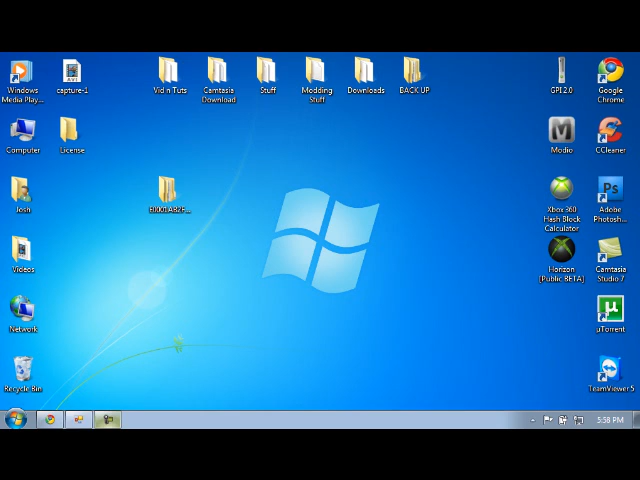 Windows
Media Play...
capture-1
Vid n Tuts
Camtasia
Download
Stuff
Modding
Stuff
Downloads
BACK UP
GPI 2.0
Google
Chrome
Computer
License
Modio
CCleaner
Josh
E0001AB2F...
Xbox 360
Hash Block
Calculator
Adobe
Photosh...
Videos
Horizon
[Public BETA]
Camtasia
Studio 7
Network
µTorrent
Recycle Bin
TeamViewer 5
5:58 PM